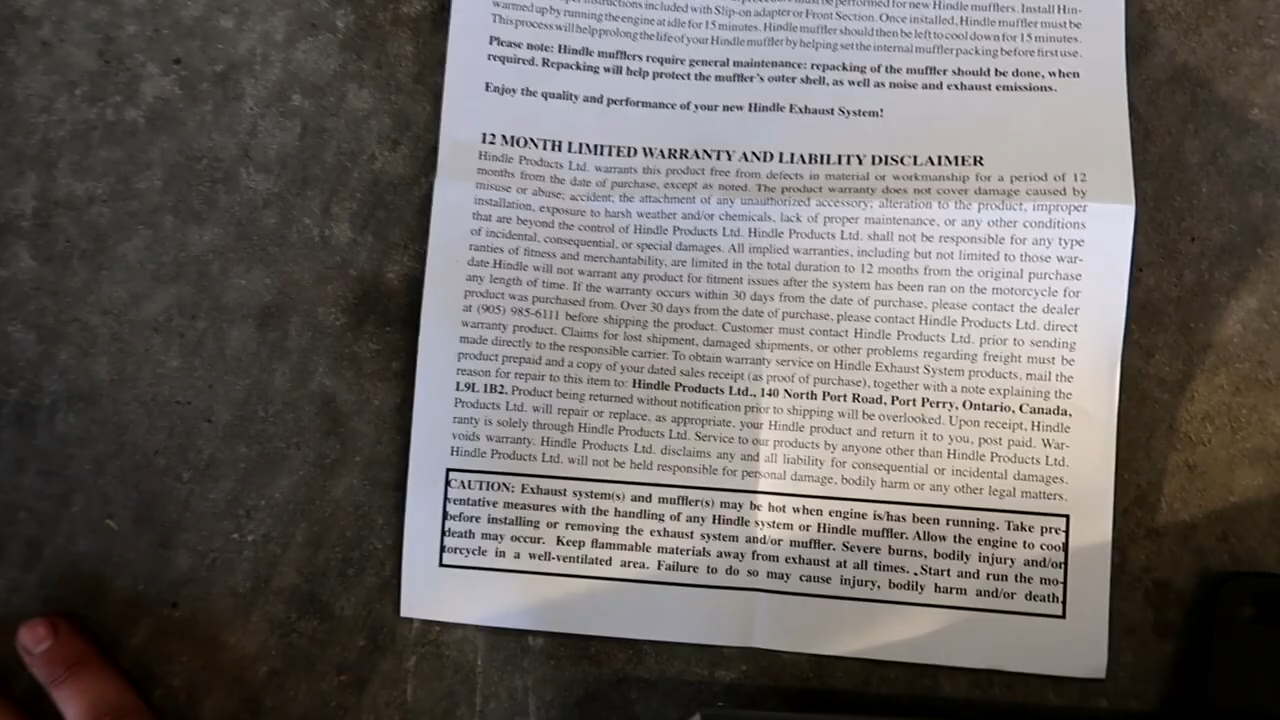 must be performed for new Hindle mufflers. Install Hin-
instructions included with Slip-on adapter or Front Section. Once installed, Hindle muffler must be
warmed up by running the engine at idle for 15 minutes. Hindle muffler should then be left to cool down for 15 minutes.
This process will help prolong the life of your Hindle muffler by helping set the internal muffler packing before first use.
Please note: Hindle mufflers require general maintenance: repacking of the muffler should be done, when
required. Repacking will help protect the muffler's outer shell, as well as noise and exhaust emissions.
Enjoy the quality and performance of your new Hindle Exhaust System!
12 MONTH LIMITED WARRANTY AND LIABILITY DISCLAIMER
Hindle Products Ltd. warrants this product free from defects in material or workmanship for a period of 12
months from the date of purchase, except as noted. The product warranty does not cover damage caused by
misuse or abuse; accident; the attachment of any unauthorized accessory; alteration to the product, improper
installation, exposure to harsh weather and/or chemicals, lack of proper maintenance, or any other conditions
that are beyond the control of Hindle Products Ltd. Hindle Products Ltd. shall not be responsible for any type
of incidental, consequential, or special damages. All implied warranties, including but not limited to those war-
ranties of fitness and merchantability, are limited in the total duration to 12 months from the original purchase
date.Hindle will not warrant any product for fitment issues after the system has been ran on the motorcycle for
any length of time. If the warranty occurs within 30 days from the date of purchase, please contact the dealer
product was purchased from. Over 30 days from the date of purchase, please contact Hindle Products Ltd. direct
at (905) 985-6111 before shipping the product. Customer must contact Hindle Products Ltd. prior to sending
warranty product. Claims for lost shipment, damaged shipments, or other problems regarding freight must be
made directly to the responsible carrier. To obtain warranty service on Hindle Exhaust System products, mail the
product prepaid and a copy of your dated sales receipt (as proof of purchase), together with a note explaining the
reason for repair to this item to: Hindle Products Ltd., 140 North Port Road, Port Perry, Ontario, Canada,
L9L 1B2. Product being returned without notification prior to shipping will be overlooked. Upon receipt, Hindle
Products Ltd. will repair or replace, as appropriate, your Hindle product and return it to you, post paid. War-
ranty is solely through Hindle Products Ltd. Service to our products by anyone other than Hindle Products Ltd.
voids warranty. Hindle Products Ltd. disclaims any and all liability for consequential or incidental damages.
Hindle Products Ltd. will not be held responsible for personal damage, bodily harm or any other legal matters.
CAUTION: Exhaust system(s) and muffler(s) may be hot when engine is/has been running. Take pre-
ventative measures with the handling of any Hindle system or Hindle muffler. Allow the engine to cool
before installing or removing the exhaust system and/or muffler. Severe burns, bodily injury and/or
death may occur. Keep flammable materials away from exhaust at all times. .Start and run the mo-
torcycle in a well-ventilated area. Failure to do so may cause injury, bodily harm and/or death.